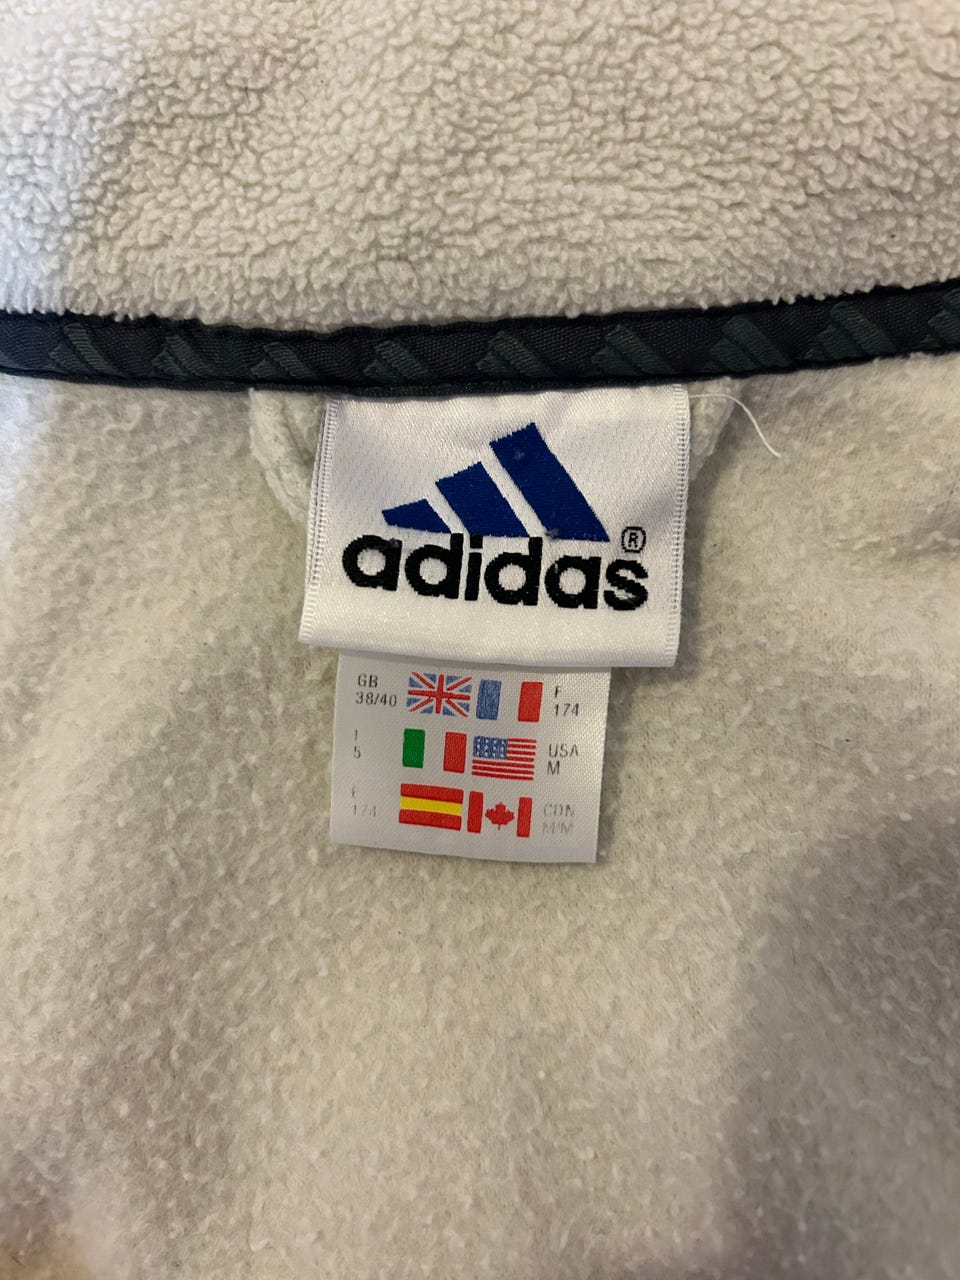 adidas®
GB
38/40
F
174
I
5
USA
M
E
174
CDN
M/M